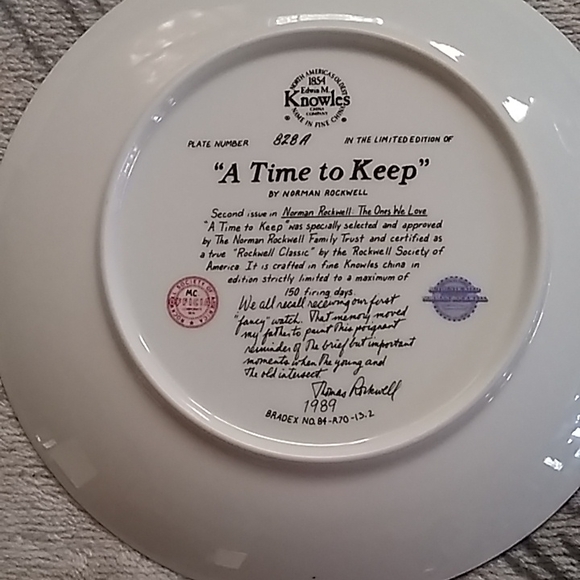 NORTH AMERICA'S OLDEST
1854
Edwin M.
Knowles
CHINA
COMPANY
NAME IN FINE CHINA
PLATE NUMBER 828A IN THE LIMITED EDITION OF
"A Time to Keep"
BY NORMAN ROCKWELL
Second issue in Norman Rockwell: The Ones We Love
"A Time to Keep" was specially selected and approved
by The Norman Rockwell Family Trust and certified as
a true "Rockwell Classic" by the Rockwell Society of
America. It is crafted in fine Knowles china in
edition strictly limited to a maximum of
150 firing days.
We all recall receiving our first
"fancy" watch. That memory moved
my father to paint this poignant
reminder of the brief but important
moments when the young and
the old intersect.
Thomas Rockwell
1989
BRADEX NO. 84-R70-13.2
MC